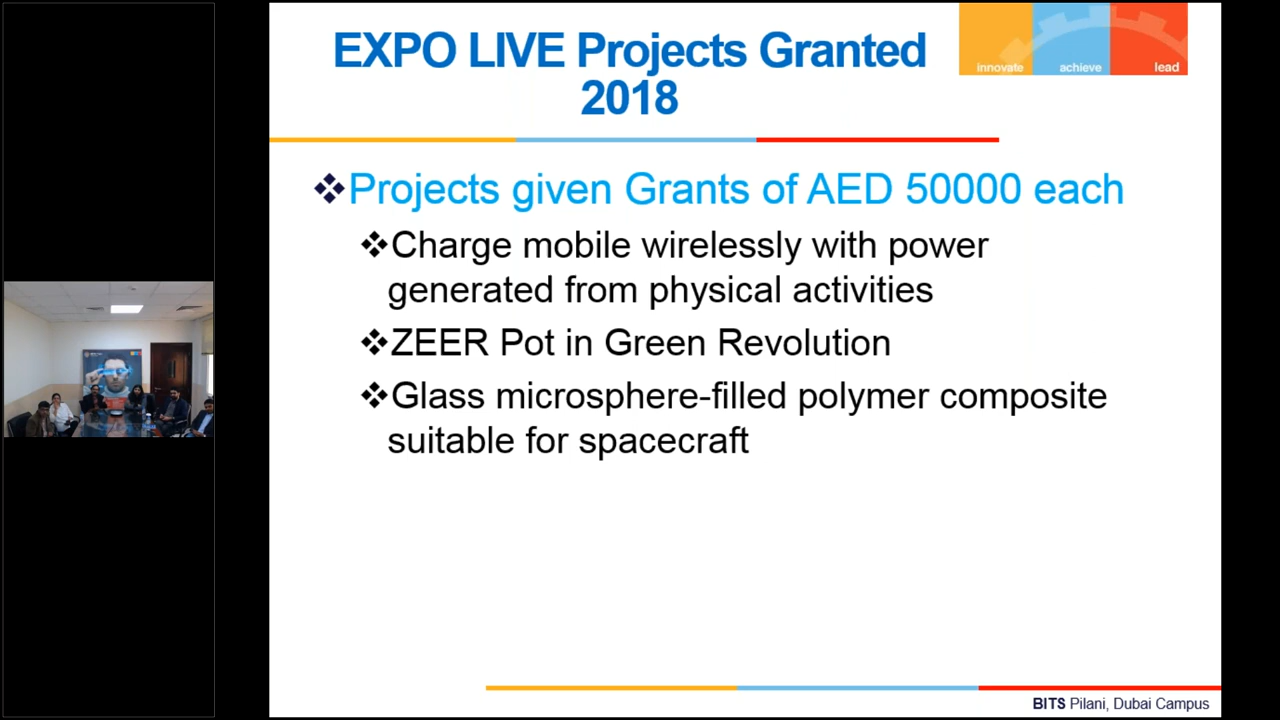 EXPO LIVE Projects Granted
2018
innovate achieve lead
❖Projects given Grants of AED 50000 each
❖Charge mobile wirelessly with power
generated from physical activities
❖ZEER Pot in Green Revolution
❖Glass microsphere-filled polymer composite
suitable for spacecraft
BITS Pilani, Dubai Campus